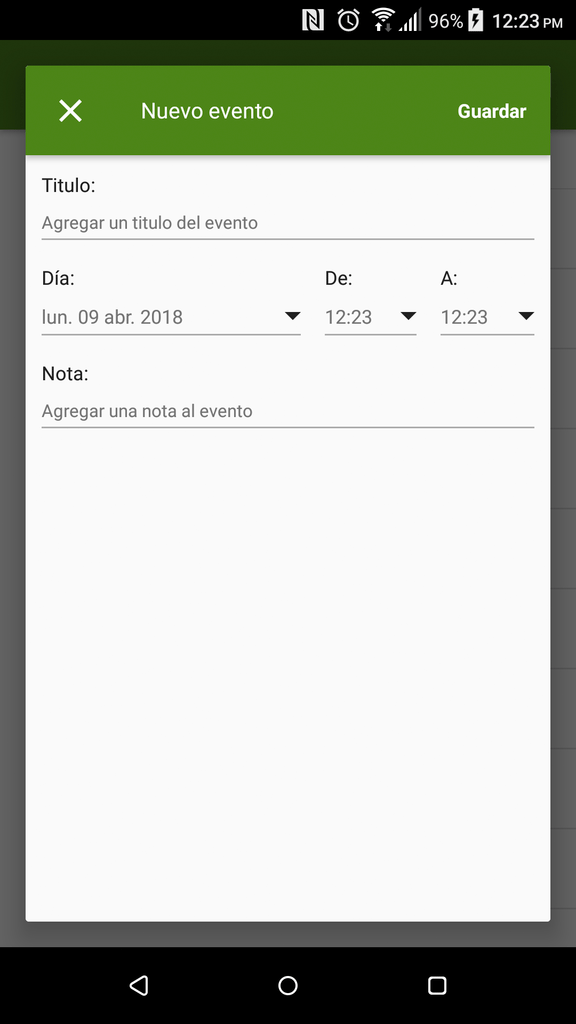 96% 12:23 PM
Nuevo evento Guardar
Titulo:
Agregar un titulo del evento
Día: De: A:
lun. 09 abr. 2018 12:23 12:23
Nota:
Agregar una nota al evento